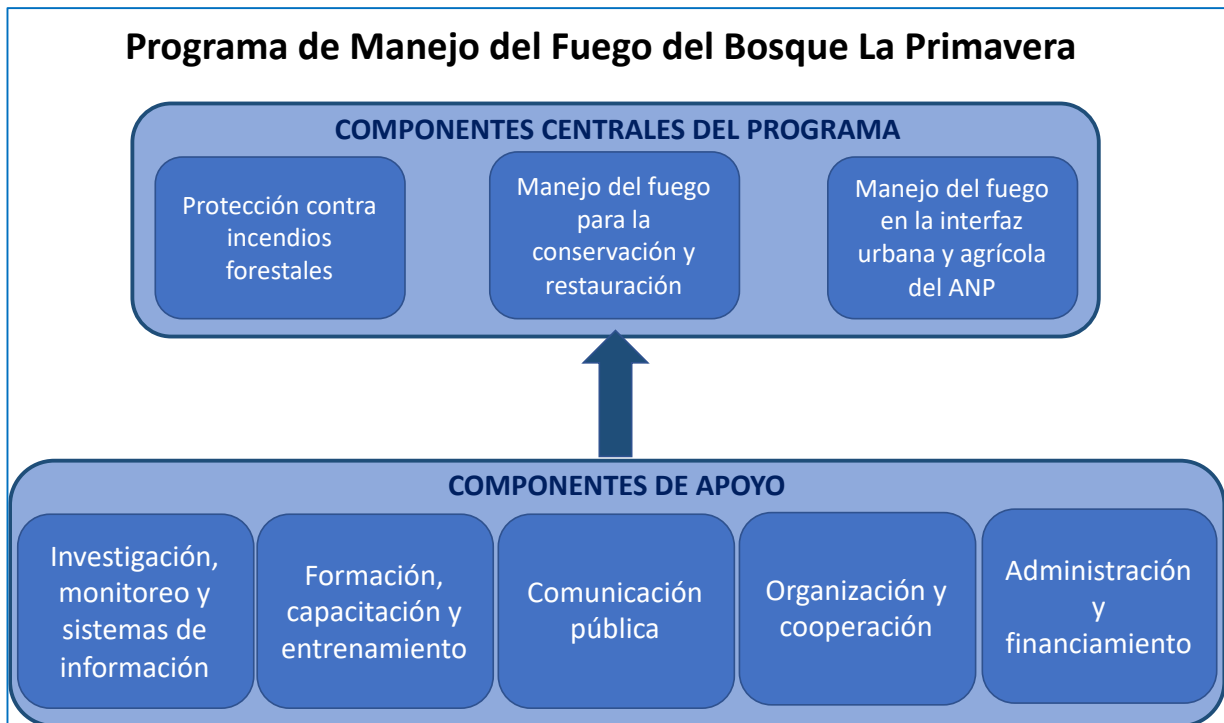 Programa de Manejo del Fuego del Bosque La Primavera
COMPONENTES CENTRALES DEL PROGRAMA
Protección contra
incendios
forestales
Manejo del fuego
para la
conservación y
restauración
Manejo del fuego
en la interfaz
urbana y agrícola
del ANP
COMPONENTES DE APOYO
Investigación,
monitoreo y
sistemas de
información
Formación,
capacitación y
entrenamiento
Comunicación
pública
Organización y
cooperación
Administración
y
financiamiento